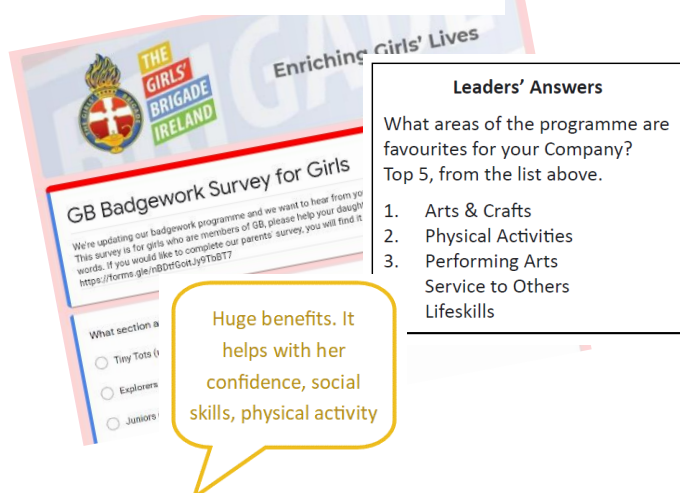 THE
GIRLS'
BRIGADE
IRELAND
Enriching Girls' Lives
GB Badgework Survey for Girls
We're updating our badgework programme and we want to hear from yo
This survey is for girls who are members of GB, please help your daugh
words. If you would like to complete our parents' survey, you will find it
https://forms.gle/nBDtfGoitJy9TbBT7
What section a
Tiny Tots (
Explorers
Juniors
Leaders' Answers
What areas of the programme are
favourites for your Company?
Top 5, from the list above.
1. Arts & Crafts
2. Physical Activities
3. Performing Arts
Service to Others
Lifeskills
Huge benefits. It
helps with her
confidence, social
skills, physical activity